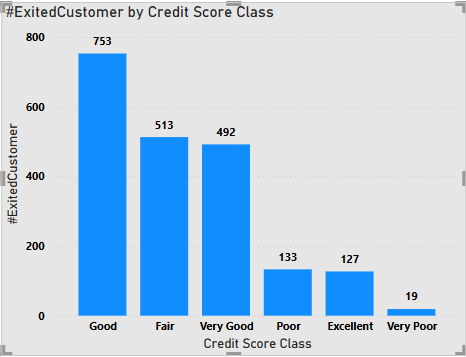 #ExitedCustomer by Credit Score Class
800
600
400
200
0
#ExitedCustomer
753
513
492
133
127
19
Good Fair Very Good Poor Excellent Very Poor
Credit Score Class